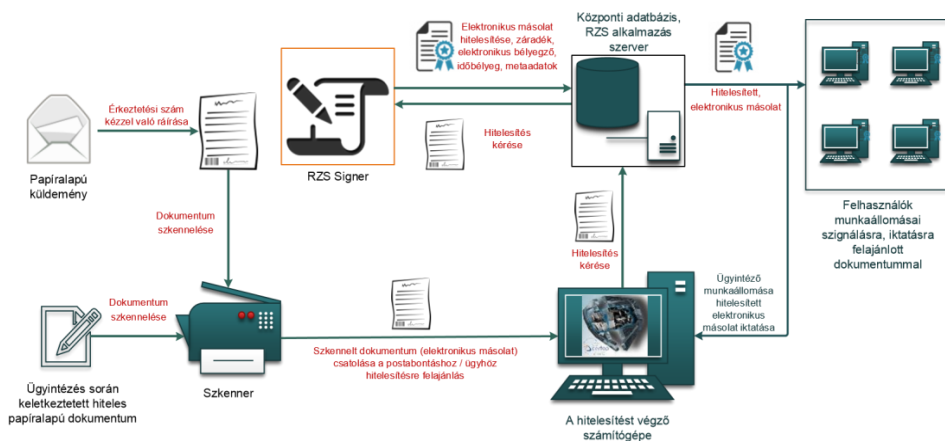 Elektronikus másolat
hitelesítése, záradék,
elektronikus bélyegző,
időbélyeg, metaadatok
Központi adatbázis,
RZS alkalmazás
szerver
Hitelesített,
elektronikus másolat
Érkeztetési szám
kézzel való ráírása
Hitelesítés
kérése
Papíralapú
küldemény
RZS Signer
Felhasználók
munkaállomásai
szignálásra, iktatásra
felajánlott
dokumentummal
Dokumentum
szkennelése
Hitelesítés
kérése
Ügyintéző
munkaállomása
hitelesített
elektronikus
másolat iktatása
Dokumentum
szkennelése
Szkennelt dokumentum (elektronikus másolat)
csatolása a postabontáshoz / ügyhöz
hitelesítésre felajánlás
Szkenner
Ügyintézés során
keletkeztetett hiteles
papíralapú dokumentum
A hitelesítést végző
számítógépe